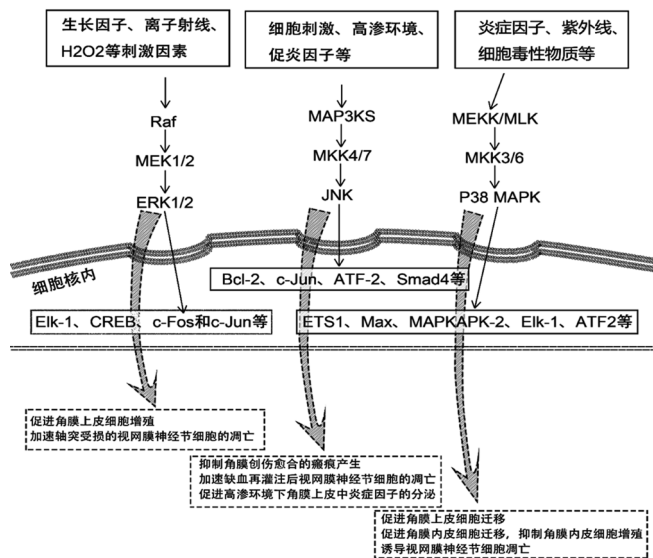 生长因子、离子射线、
H2O2等刺激因素
细胞刺激、高渗环境、
促炎因子等
炎症因子、紫外线、
细胞毒性物质等
Raf
MEK1/2
ERK1/2
MAP3KS
MKK4/7
JNK
MEKK/MLK
MKK3/6
P38 MAPK
细胞核内
Bcl-2、c-Jun、ATF-2、Smad4等
Elk-1、CREB、c-Fos和c-Jun等
ETS1、Max、MAPKAPK-2、Elk-1、ATF2等
促进角膜上皮细胞增殖
加速轴突受损的视网膜神经节细胞的凋亡
抑制角膜创伤愈合的瘢痕产生
加速缺血再灌注后视网膜神经节细胞的凋亡
促进高渗环境下角膜上皮中炎症因子的分泌
促进角膜上皮细胞迁移
促进角膜内皮细胞迁移，抑制角膜内皮细胞增殖
诱导视网膜神经节细胞凋亡